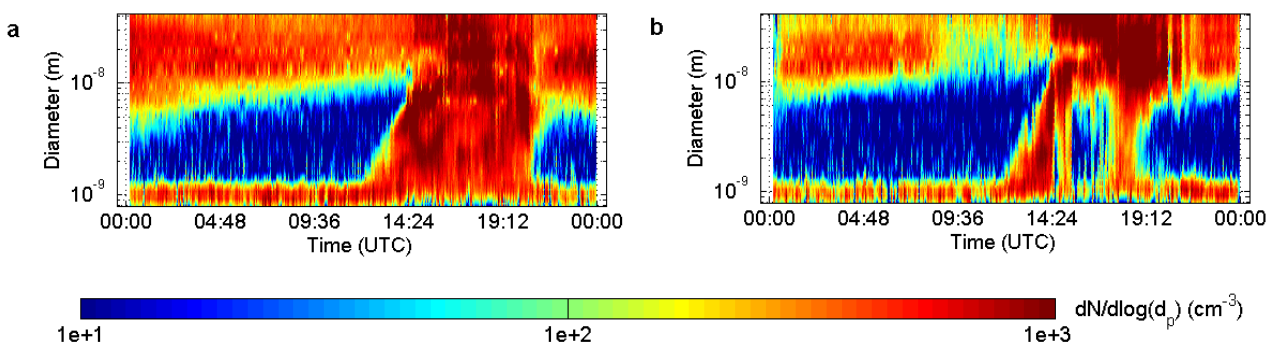 a
Diameter (m)
10⁻⁸
10⁻⁹
00:00 04:48 09:36 14:24 19:12 00:00
Time (UTC)
b
Diameter (m)
10⁻⁸
10⁻⁹
00:00 04:48 09:36 14:24 19:12 00:00
Time (UTC)
1e+1 1e+2 1e+3
dN/dlog(dₚ) (cm⁻³)